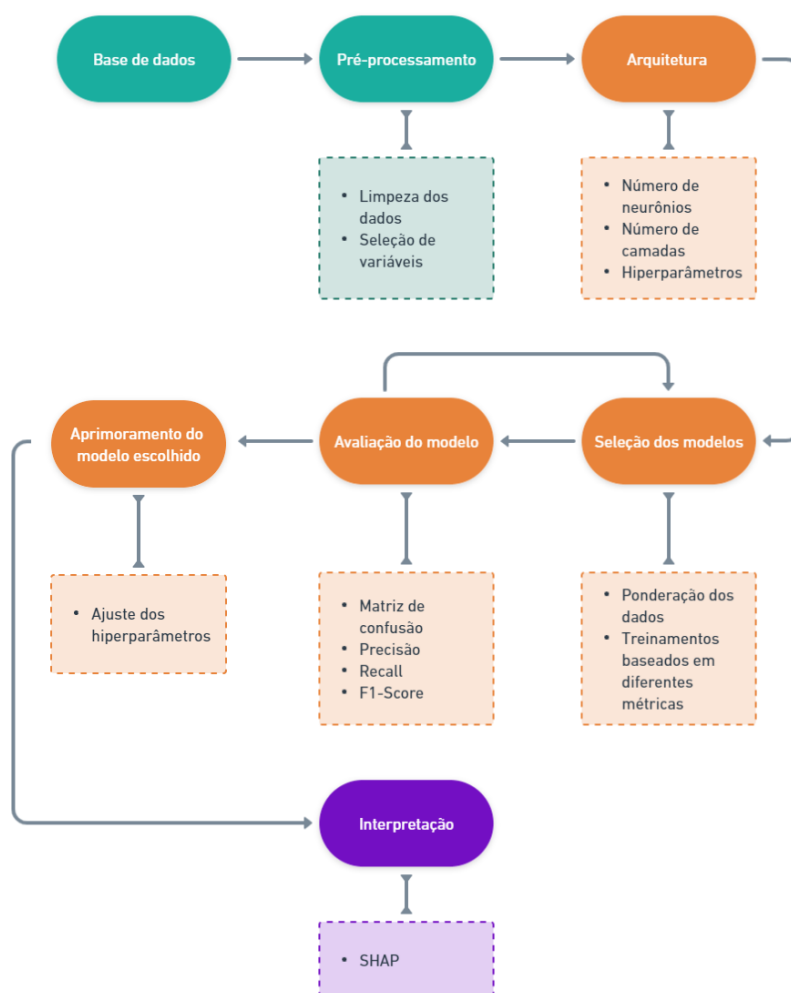 Base de dados
Pré-processamento
Arquitetura
• Limpeza dos
dados
• Seleção de
variáveis
• Número de
neurônios
• Número de
camadas
• Hiperparâmetros
Aprimoramento do
modelo escolhido
Avaliação do modelo
Seleção dos modelos
• Ajuste dos
hiperparâmetros
• Matriz de
confusão
• Precisão
• Recall
• F1-Score
• Ponderação dos
dados
• Treinamentos
baseados em
diferentes
métricas
Interpretação
• SHAP